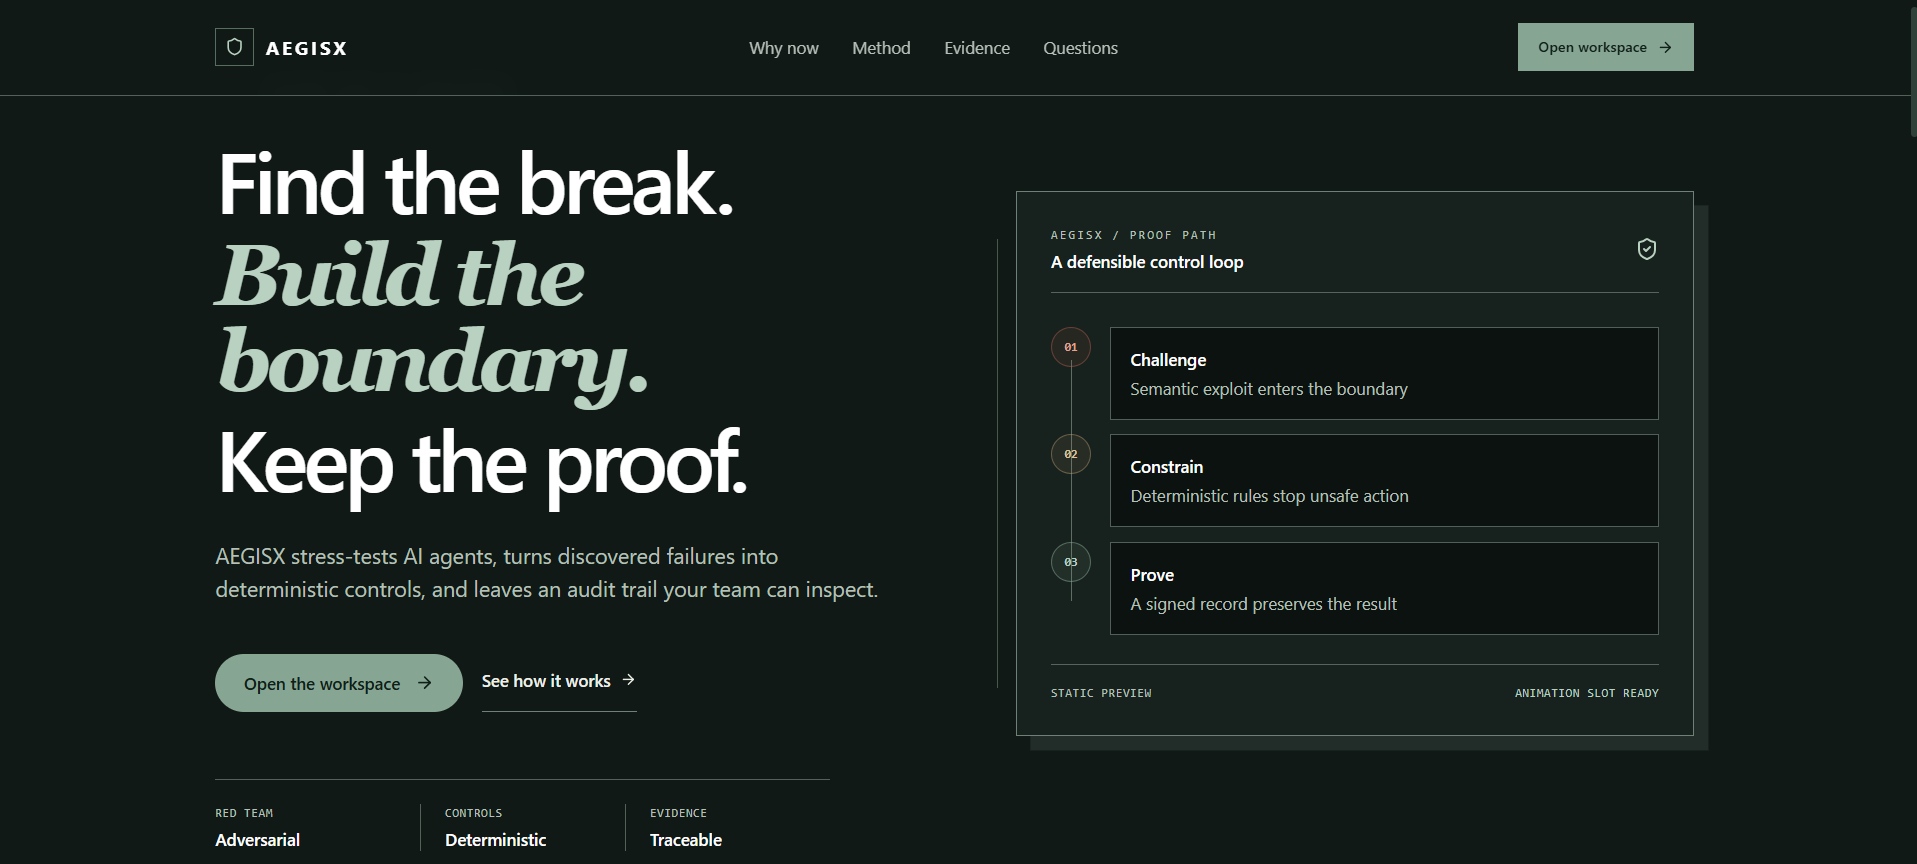 AEGISX
Why now
Method
Evidence
Questions
Open workspace
Find the break.
Build the
boundary.
Keep the proof.
AEGISX stress-tests AI agents, turns discovered failures into
deterministic controls, and leaves an audit trail your team can inspect.
Open the workspace
See how it works
RED TEAM
Adversarial
CONTROLS
Deterministic
EVIDENCE
Traceable
AEGISX / PROOF PATH
A defensible control loop
01
Challenge
Semantic exploit enters the boundary
02
Constrain
Deterministic rules stop unsafe action
03
Prove
A signed record preserves the result
STATIC PREVIEW
ANIMATION SLOT READY